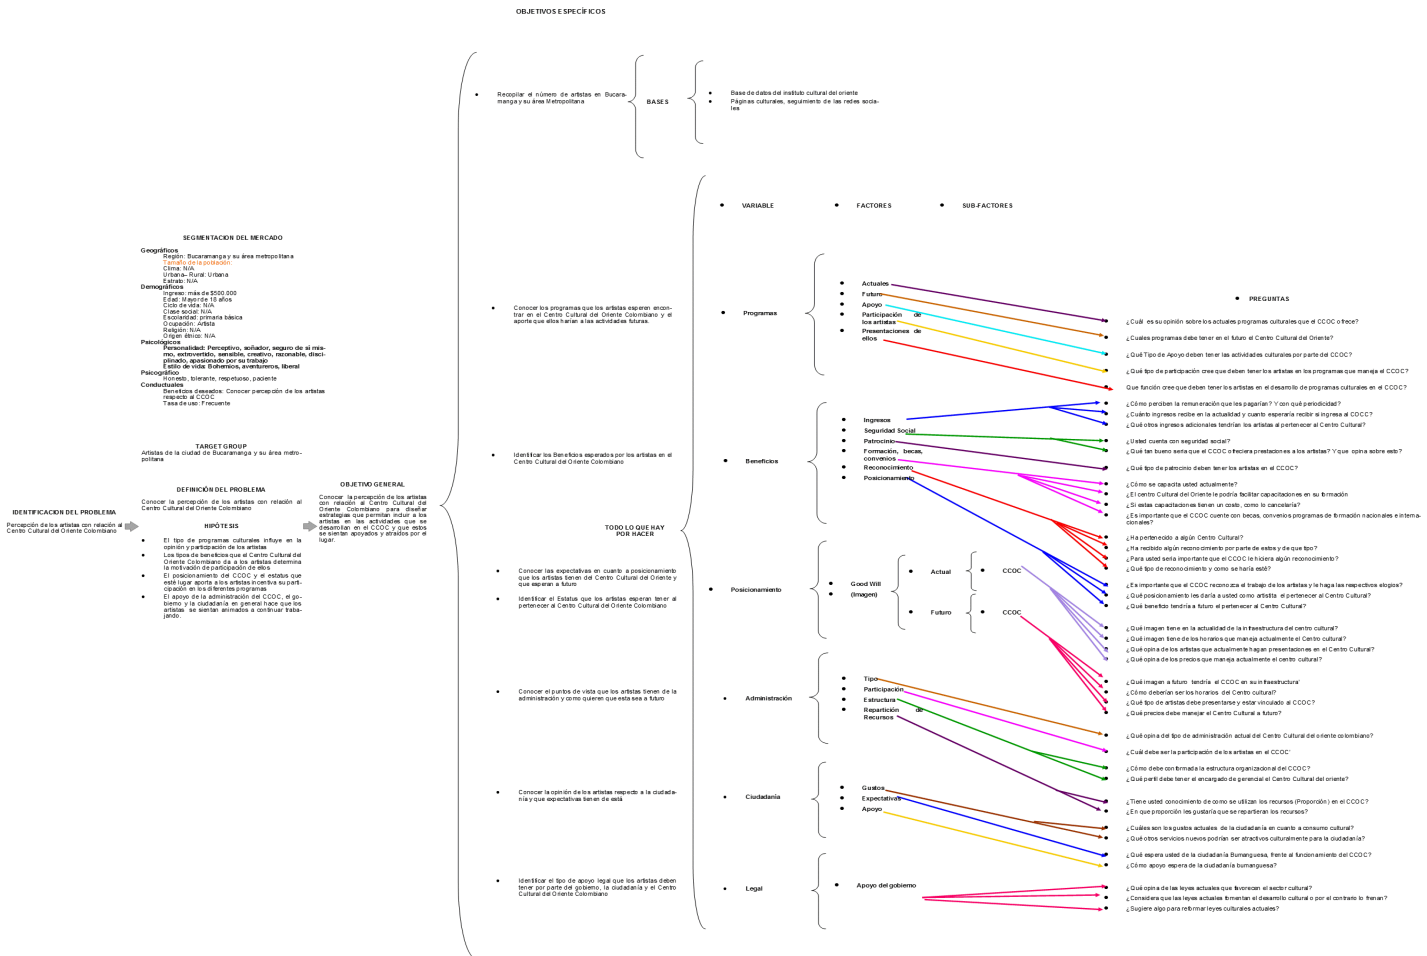 OBJETIVOS ESPECÍFICOS
IDENTIFICACION DEL PROBLEMA
Percepción de los artistas con relación al
Centro Cultural del Oriente Colombiano
SEGMENTACION DEL MERCADO
Geográficos
Región: Bucaramanga y su área metropolitana
Tamaño de la población:
Clima: N/A
Urbana– Rural: Urbana
Estrato: N/A
Demográficos
Ingreso: más de $500.000
Edad: Mayor de 18 años
Ciclo de vida: N/A
Clase social: N/A
Escolaridad: primaria básica
Ocupación: Artista
Religión: N/A
Origen étnico: N/A
Psicológicos
Personalidad: Perceptivo, soñador, seguro de sí mis-
mo, extrovertido, sensible, creativo, razonable, disci-
plinado, apasionado por su trabajo
Estilo de vida: Bohemios, aventureros, liberal
Psicográfico
Honesto, tolerante, respetuoso, paciente
Conductuales
Beneficios deseados: Conocer percepción de los artistas
respecto al CCOC
Tasa de uso: Frecuente
TARGET GROUP
Artistas de la ciudad de Bucaramanga y su área metro-
politana
DEFINICIÓN DEL PROBLEMA
Conocer la percepción de los artistas con relación al
Centro Cultural del Oriente Colombiano
HIPÓTESIS
• El tipo de programas culturales influye en la
opinión y participación de los artistas
• Los tipos de beneficios que el Centro Cultural del
Oriente Colombiano da a los artistas determina
la motivación de participación de ellos
• El posicionamiento del CCOC y el estatus que
esté lugar aporta a los artistas incentiva su parti-
cipación en los diferentes programas
• El apoyo de la administración del CCOC, el go-
bierno y la ciudadanía en general hace que los
artistas se sientan animados a continuar traba-
jando.
OBJETIVO GENERAL
Conocer la percepción de los artistas
con relación al Centro Cultural del
Oriente Colombiano para diseñar
estrategias que permitan incluir a los
artistas en las actividades que se
desarrollan en el CCOC y que estos
se sientan apoyados y atraídos por el
lugar.
• Recopilar el número de artistas en Bucara-
manga y su área Metropolitana
BASES
• Base de datos del instituto cultural del oriente
• Páginas culturales, seguimiento de las redes socia-
les
• Conocer los programas que los artistas esperen encon-
trar en el Centro Cultural del Oriente Colombiano y el
aporte que ellos harían a las actividades futuras.
• Identificar los Beneficios esperados por los artistas en el
Centro Cultural del Oriente Colombiano
TODO LO QUE HAY
POR HACER
• Conocer las expectativas en cuanto a posicionamiento
que los artistas tienen del Centro Cultural del Oriente y
que esperan a futuro
• Identificar el Estatus que los artistas esperan tener al
pertenecer al Centro Cultural del Oriente Colombiano
• Conocer el puntos de vista que los artistas tienen de la
administración y como quieren que esta sea a futuro
• Conocer la opinión de los artistas respecto a la ciudada-
nía y que expectativas tienen de está
• Identificar el tipo de apoyo legal que los artistas deben
tener por parte del gobierno, la ciudadanía y el Centro
Cultural del Oriente Colombiano
• VARIABLE
• FACTORES
• SUB-FACTORES
• Programas
• Actuales
• Futuro
• Apoyo
• Participación de
los artistas
• Presentaciones de
ellos
• Beneficios
• Ingresos
• Seguridad Social
• Patrocinio
• Formación, becas,
convenios
• Reconocimiento
• Posicionamiento
• Posicionamiento
• Good Will
• (Imagen)
• Actual
• CCOC
• Futuro
• CCOC
• Administración
• Tipo
• Participación
• Estructura
• Repartición de
Recursos
• Ciudadanía
• Gustos
• Expectativas
• Apoyo
• Legal
• Apoyo del gobierno
• PREGUNTAS
• ¿Cuál es su opinión sobre los actuales programas culturales que el CCOC ofrece?
• ¿Cuales programas debe tener en el futuro el Centro Cultural del Oriente?
• ¿Qué Tipo de Apoyo deben tener las actividades culturales por parte del CCOC?
• ¿Qué tipo de participación cree que deben tener los artistas en los programas que maneja el CCOC?
• Que función cree que deben tener los artistas en el desarrollo de programas culturales en el CCOC?
• ¿Cómo perciben la remuneración que les pagarían? Y con qué periodicidad?
• ¿Cuánto ingresos recibe en la actualidad y cuanto esperaría recibir si ingresa al COCC?
• ¿Qué otros ingresos adicionales tendrían los artistas al pertenecer al Centro Cultural?
• ¿Usted cuenta con seguridad social?
• ¿Qué tan bueno seria que el CCOC ofreciera prestaciones a los artistas? Y que opina sobre esto?
• ¿Qué tipo de patrocinio deben tener los artistas en el CCOC?
• ¿Cómo se capacita usted actualmente?
• ¿El centro Cultural del Oriente le podría facilitar capacitaciones en su formación
• ¿Si estas capacitaciones tienen un costo, como lo cancelaría?
• ¿Es importante que el CCOC cuente con becas, convenios programas de formación nacionales e interna-
cionales?
• ¿Ha pertenecido a algún Centro Cultural?
• ¿Ha recibido algún reconocimiento por parte de estos y de que tipo?
• ¿Para usted seria importante que el CCOC le hiciera algún reconocimiento?
• ¿Qué tipo de reconocimiento y como se haría esté?
• ¿Es importante que el CCOC reconozca el trabajo de los artistas y le haga las respectivos elogios?
• ¿Qué posicionamiento les daría a usted como artistita el pertenecer al Centro Cultural?
• ¿Qué beneficio tendría a futuro el pertenecer al Centro Cultural?
• ¿Qué imagen tiene en la actualidad de la infraestructura del centro cultural?
• ¿Qué imagen tiene de los horarios que maneja actualmente el Centro cultural?
• ¿Qué opina de los artistas que actualmente hagan presentaciones en el Centro Cultural?
• ¿Qué opina de los precios que maneja actualmente el centro cultural?
• ¿Qué imagen a futuro tendría el CCOC en su infraestructura'
• ¿Cómo deberían ser los horarios del Centro cultural?
• ¿Qué tipo de artistas debe presentarse y estar vinculado al CCOC?
• ¿Qué precios debe manejar el Centro Cultural a futuro?
• ¿Qué opina del tipo de administración actual del Centro Cultural del oriente colombiano?
• ¿Cuál debe ser la participación de los artistas en el CCOC'
• ¿Cómo debe confirmada la estructura organizacional del CCOC?
• ¿Qué perfil debe tener el encargado de gerencial el Centro Cultural del oriente?
• ¿Tiene usted conocimiento de como se utilizan los recursos (Proporción) en el CCOC?
• ¿En que proporción les gustaría que se repartieran los recursos?
• ¿Cuáles son los gustos actuales de la ciudadanía en cuanto a consumo cultural?
• ¿Qué otros servicios nuevos podrían ser atractivos culturalmente para la ciudadanía?
• ¿Qué espera usted de la ciudadanía Bumanguesa, frente al funcionamiento del CCOC?
• ¿Cómo apoyo espera de la ciudadanía bumanguesa?
• ¿Qué opina de las leyes actuales que favorecen el sector cultural?
• ¿Considera que las leyes actuales fomentan el desarrollo cultural o por el contrario lo frenan?
• ¿Sugiere algo para reformar leyes culturales actuales?